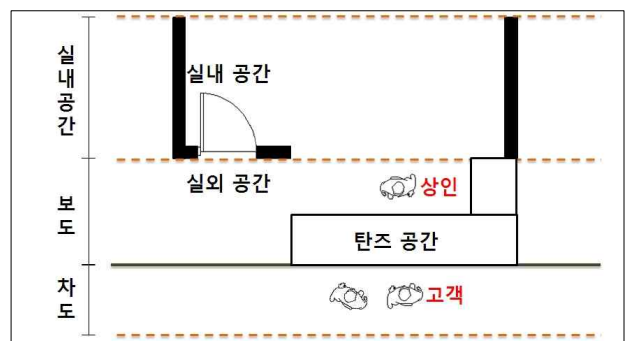 실내공간
실내 공간
실외 공간
상인
보도
탄즈 공간
차도
고객